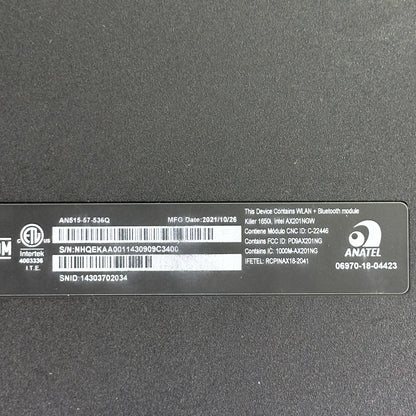 AN515-57-536Q MFG Date:2021/10/26
C US
Intertek
4003336
I.T.E.
S/N:NHQEKAA0011430909C3400
SNID:14303702034
This Device Contains WLAN + Bluetooth module
Killer 1650i, Intel AX201NGW
Contiene Módulo CNC ID: C-22446
Contains FCC ID: PD9AX201NG
Contains IC: 1000M-AX201NG
IFETEL: RCPINAX18-2041
ANATEL
06970-18-04423